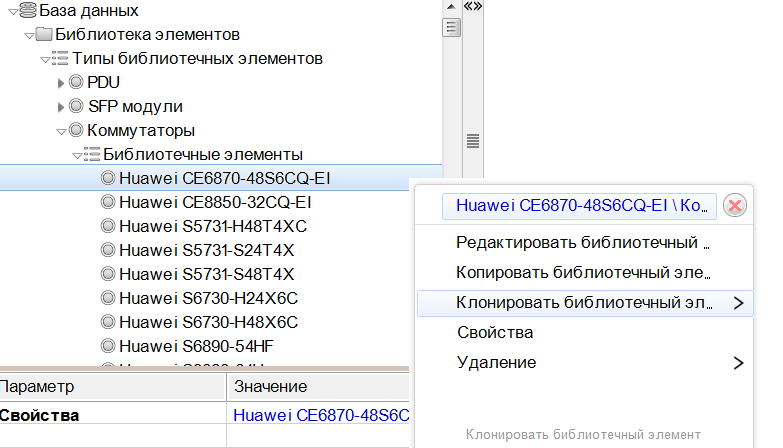 База данных
Библиотека элементов
Типы библиотечных элементов
PDU
SFP модули
Коммутаторы
Библиотечные элементы
Huawei CE6870-48S6CQ-EI
Huawei CE8850-32CQ-EI
Huawei S5731-H48T4XC
Huawei S5731-S24T4X
Huawei S5731-S48T4X
Huawei S6730-H24X6C
Huawei S6730-H48X6C
Huawei S6890-54HF
Параметр Значение
Свойства Huawei CE6870-48S6C
Huawei CE6870-48S6CQ-EI \ Ко...
Редактировать библиотечный ...
Копировать библиотечный эле...
Клонировать библиотечный эл...
Свойства
Удаление
Клонировать библиотечный элемент